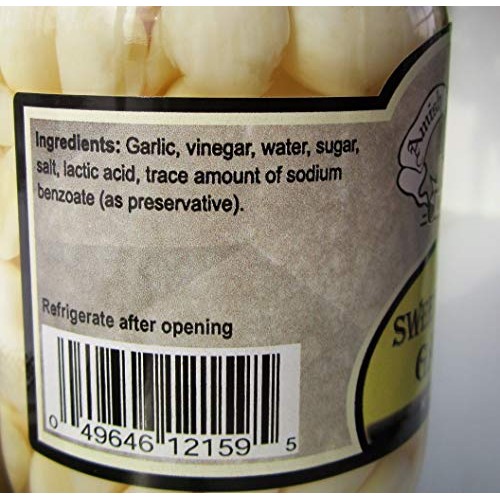 Ingredients: Garlic, vinegar, water, sugar,
salt, lactic acid, trace amount of sodium
benzoate (as preservative).
Refrigerate after opening
0 49646 12159 5
Amish